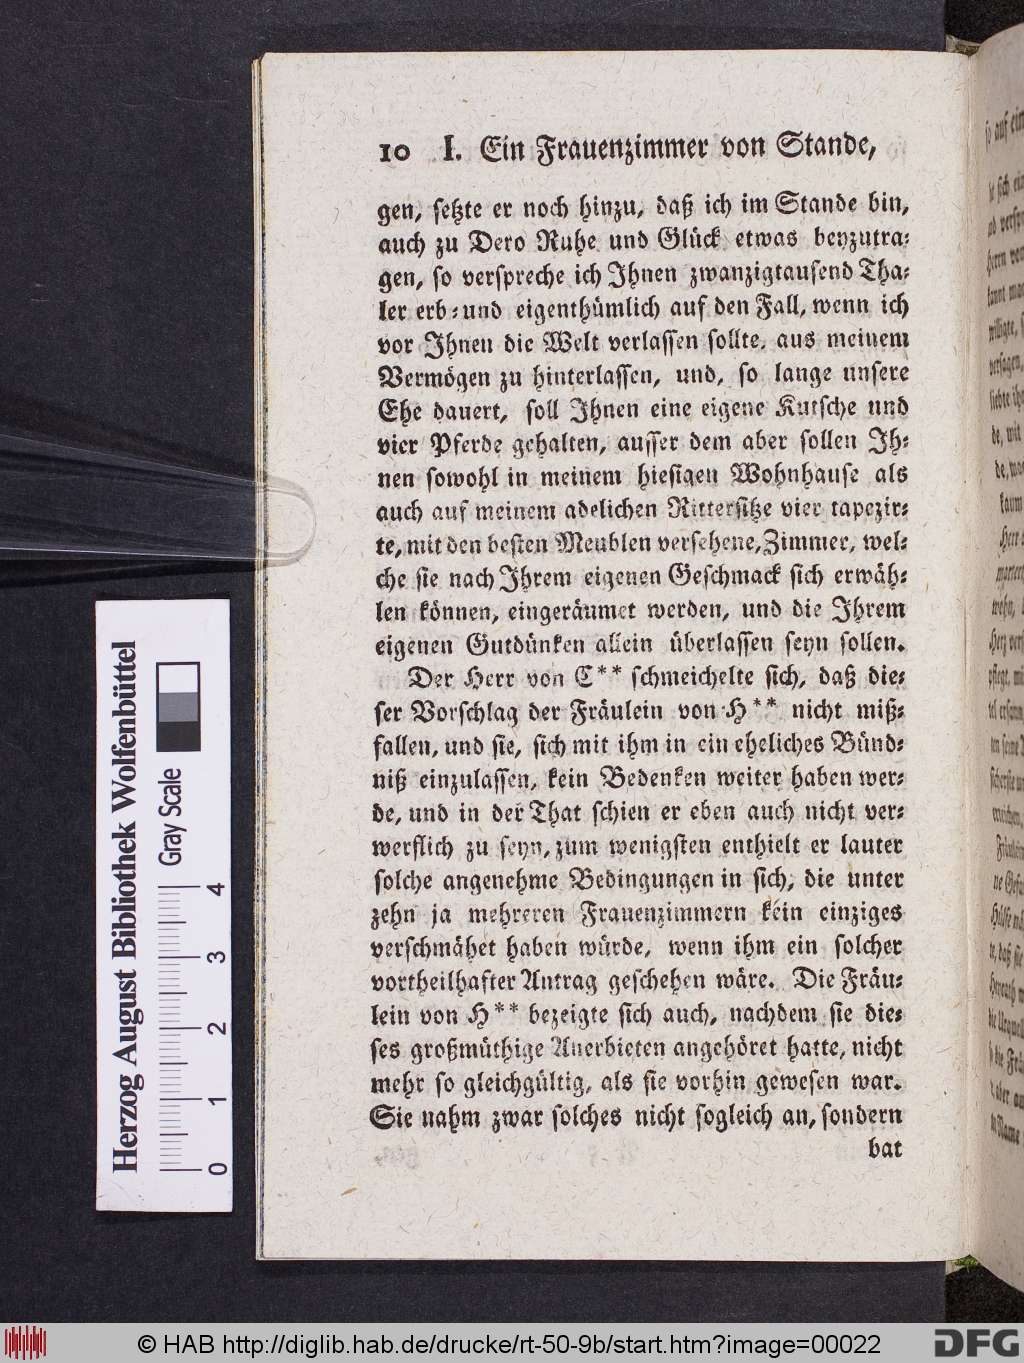 10 I. Ein Frauenzimmer von Stande,
gen, setzte er noch hinzu, daß ich im Stande bin,
auch zu Dero Ruhe und Glück etwas beyzutra-
gen, so verspreche ich Ihnen zwanzigtausend Tha-
ler erb- und eigenthümlich auf den Fall, wenn ich
vor Ihnen die Welt verlassen sollte, aus meinem
Vermögen zu hinterlassen, und, so lange unsere
Ehe dauert, soll Ihnen eine eigene Kutsche und
vier Pferde gehalten, ausser dem aber sollen Ih-
nen sowohl in meinem hiesigen Wohnhause als
auch auf meinem adelichen Rittersitze vier tapezir-
te, mit den besten Meublen versehene, Zimmer, wel-
che sie nach Ihrem eigenen Geschmack sich erwäh-
len können, eingeräumet werden, und die Ihrem
eigenen Gutdünken allein überlassen seyn sollen.
Der Herr von C** schmeichelte sich, daß die-
ser Vorschlag der Fräulein von H** nicht miß-
fallen, und sie, sich mit ihm in ein eheliches Bünd-
niß einzulassen, kein Bedenken weiter haben wer-
de, und in der That schien er eben auch nicht ver-
werflich zu seyn, zum wenigsten enthielt er lauter
solche angenehme Bedingungen in sich, die unter
zehn ja mehreren Frauenzimmern kein einziges
verschmähet haben würde, wenn ihm ein solcher
vortheilhafter Antrag geschehen wäre. Die Fräu-
lein von H** bezeigte sich auch, nachdem sie die-
ses großmüthige Anerbieten angehöret hatte, nicht
mehr so gleichgültig, als sie vorhin gewesen war.
Sie nahm zwar solches nicht sogleich an, sondern
bat
Herzog August Bibliothek Wolfenbüttel
Gray Scale
0 1 2 3 4
© HAB http://diglib.hab.de/drucke/rt-50-9b/start.htm?image=00022
DFG